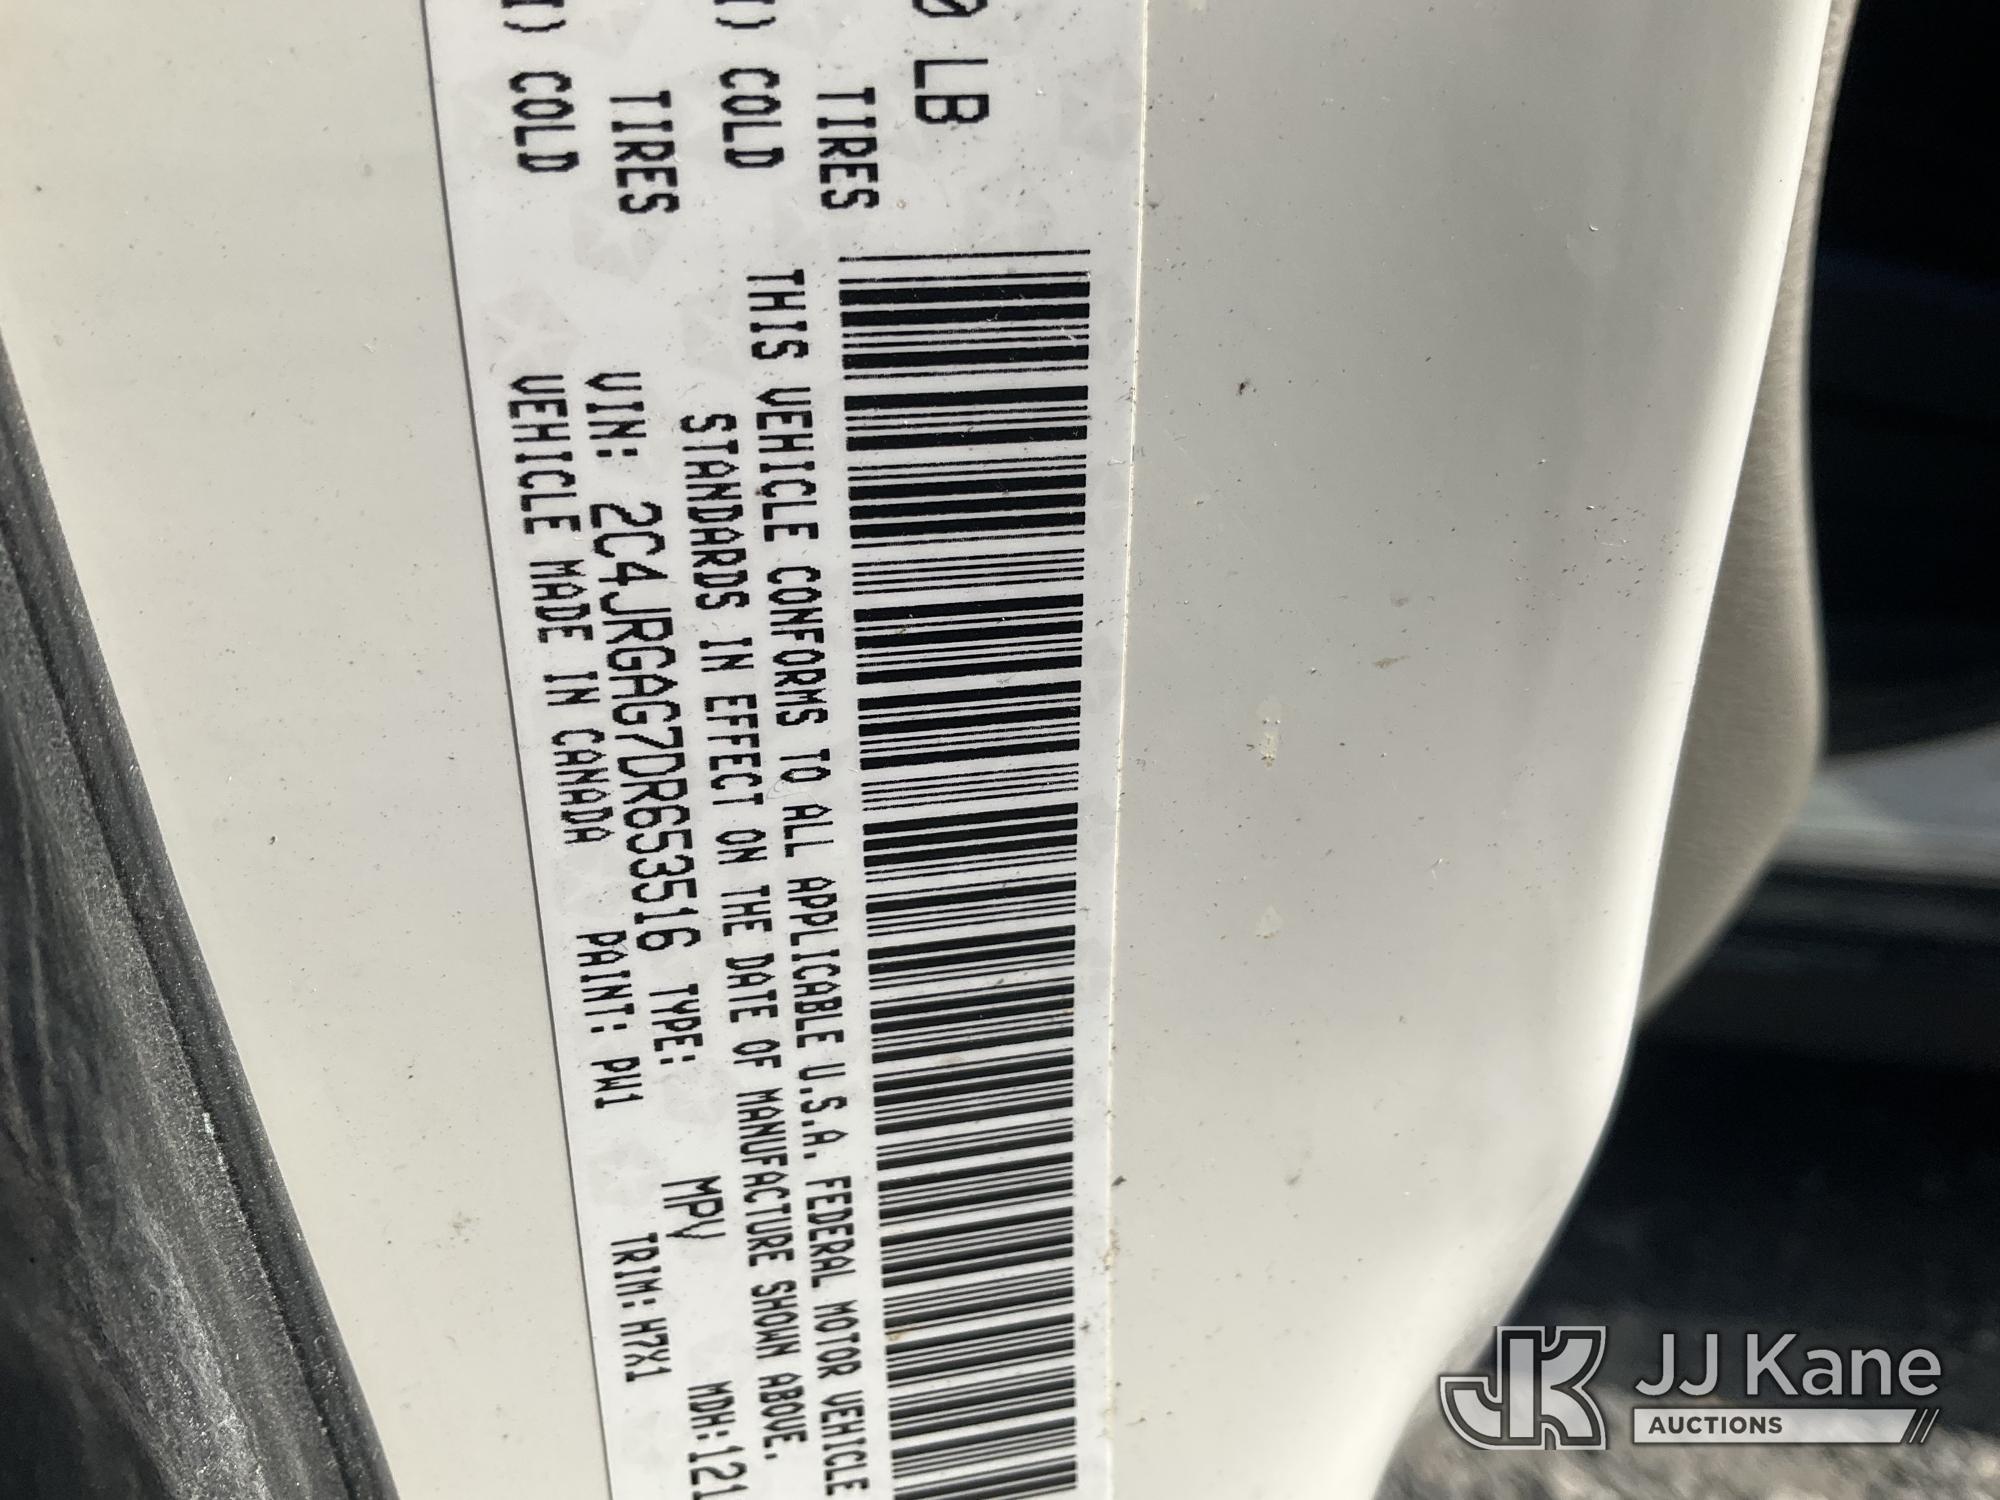 0 LB
TIRES
I) COLD
TIRES
I) COLD
THIS VEHICLE CONFORMS TO ALL APPLICABLE U.S.A. FEDERAL MOTOR VEHICLE
STANDARDS IN EFFECT ON THE DATE OF MANUFACTURE SHOWN ABOVE.
VIN: 2C4JRGAG7DR653516 TYPE: MPV MDH:121
VEHICLE MADE IN CANADA PAINT: PW1 TRIM: H7X1
JJ Kane
AUCTIONS